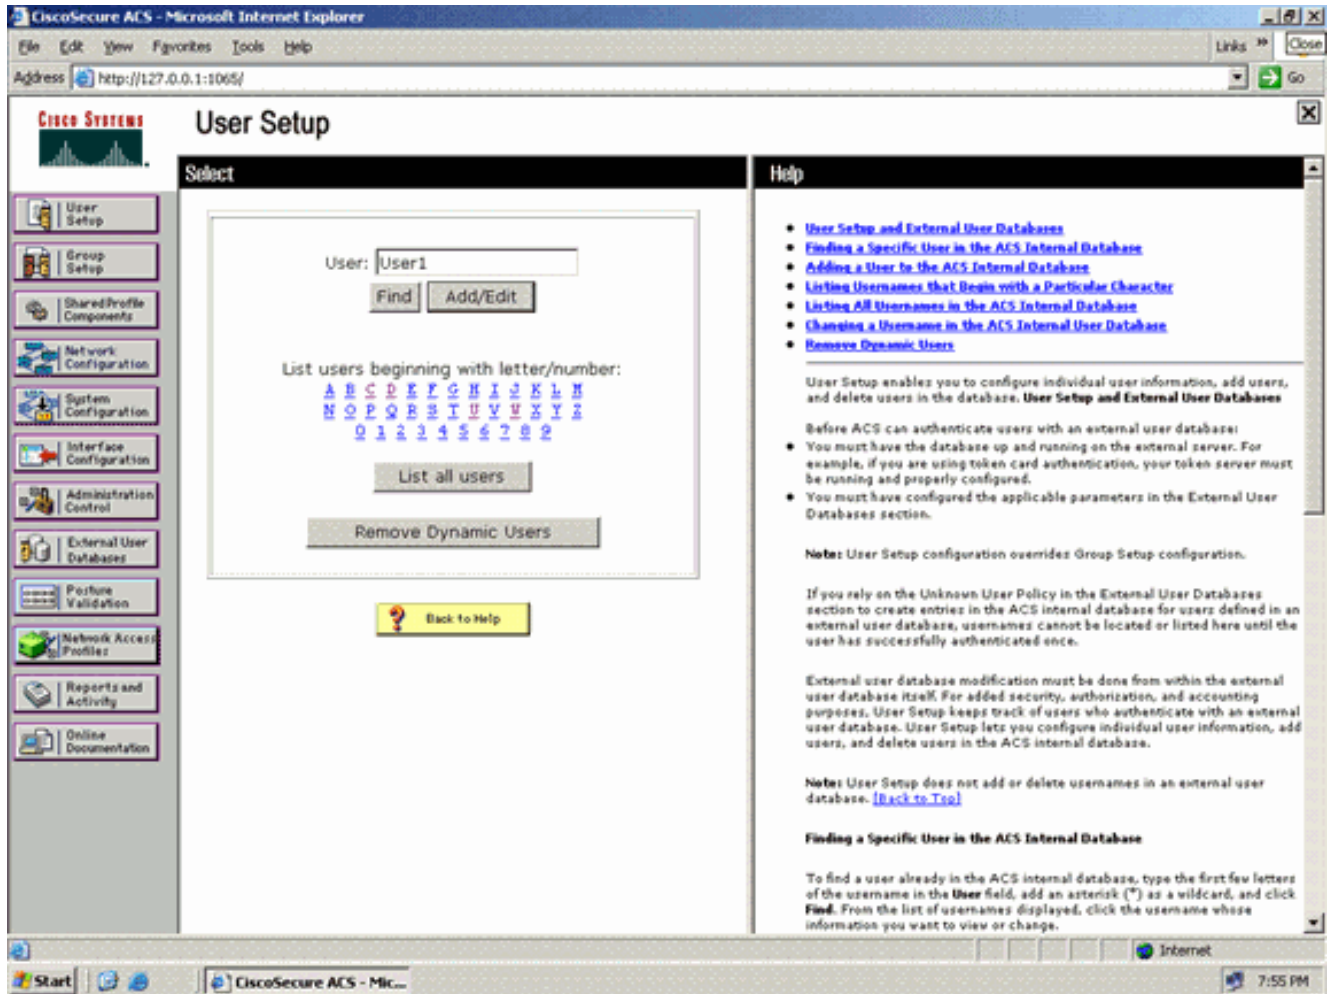 CiscoSecure ACS - Microsoft Internet Explorer
File Edit View Favorites Tools Help
Links » Close
Address http://127.0.0.1:1065/
Go
CISCO SYSTEMS
User Setup
Select
User: User1
Find Add/Edit
List users beginning with letter/number:
A B C D E F G H I J K L M
N O P Q R S T U V W X Y Z
0 1 2 3 4 5 6 7 8 9
List all users
Remove Dynamic Users
Back to Help
User
Setup
Group
Setup
Shared Profile
Components
Network
Configuration
System
Configuration
Interface
Configuration
Administration
Control
External User
Databases
Posture
Validation
Network Access
Profiles
Reports and
Activity
Online
Documentation
Help
User Setup and External User Databases
Finding a Specific User in the ACS Internal Database
Adding a User to the ACS Internal Database
Listing Usernames that Begin with a Particular Character
Listing All Usernames in the ACS Internal Database
Changing a Username in the ACS Internal User Database
Remove Dynamic Users
User Setup enables you to configure individual user information, add users,
and delete users in the database. User Setup and External User Databases
Before ACS can authenticate users with an external user database:
You must have the database up and running on the external server. For
example, if you are using token card authentication, your token server must
be running and properly configured.
You must have configured the applicable parameters in the External User
Databases section.
Note: User Setup configuration overrides Group Setup configuration.
If you rely on the Unknown User Policy in the External User Databases
section to create entries in the ACS internal database for users defined in an
external user database, usernames cannot be located or listed here until the
user has successfully authenticated once.
External user database modification must be done from within the external
user database itself. For added security, authorization, and accounting
purposes, User Setup keeps track of users who authenticate with an external
user database. User Setup lets you configure individual user information, add
users, and delete users in the ACS internal database.
Note: User Setup does not add or delete usernames in an external user
database. [Back to Top]
Finding a Specific User in the ACS Internal Database
To find a user already in the ACS internal database, type the first few letters
of the username in the User field, add an asterisk (*) as a wildcard, and click
Find. From the list of usernames displayed, click the username whose
information you want to view or change.
Internet
Start
CiscoSecure ACS - Mic...
7:55 PM